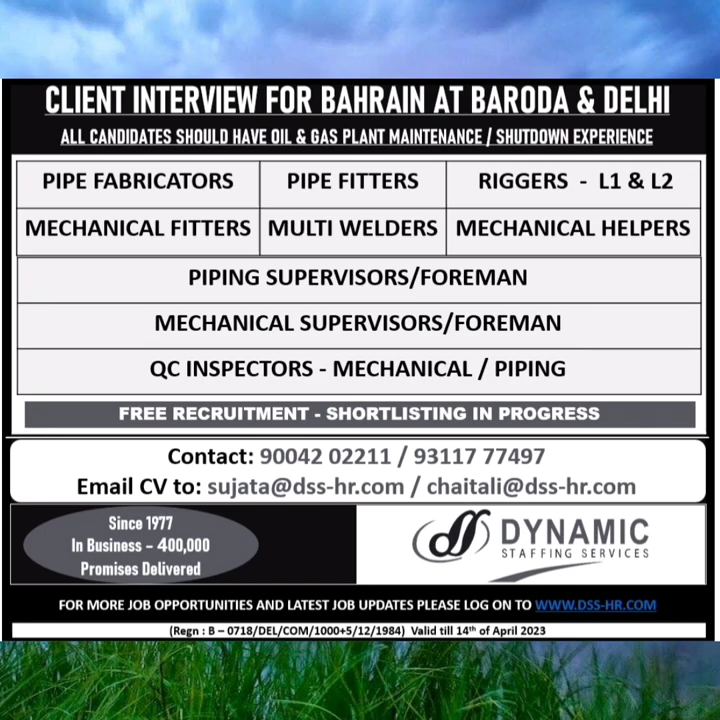 CLIENT INTERVIEW FOR BAHRAIN AT BARODA & DELHI
ALL CANDIDATES SHOULD HAVE OIL & GAS PLANT MAINTENANCE / SHUTDOWN EXPERIENCE
PIPE FABRICATORS PIPE FITTERS RIGGERS - L1 & L2
MECHANICAL FITTERS MULTI WELDERS MECHANICAL HELPERS
PIPING SUPERVISORS/FOREMAN
MECHANICAL SUPERVISORS/FOREMAN
QC INSPECTORS - MECHANICAL / PIPING
FREE RECRUITMENT - SHORTLISTING IN PROGRESS
Contact: 90042 02211 / 93117 77497
Email CV to: sujata@dss-hr.com / chaitali@dss-hr.com
Since 1977
In Business – 400,000
Promises Delivered
DYNAMIC
STAFFING SERVICES
FOR MORE JOB OPPORTUNITIES AND LATEST JOB UPDATES PLEASE LOG ON TO WWW.DSS-HR.COM
(Regn : B – 0718/DEL/COM/1000+5/12/1984) Valid till 14th of April 2023